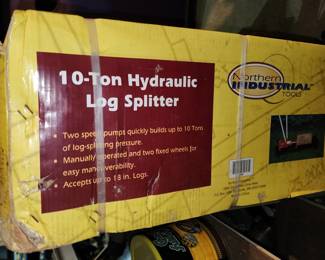 10-Ton Hydraulic
Log Splitter
• Two speed pumps quickly builds up to 10 Tons
of log-splitting pressure.
• Manually operated and two fixed wheels for
easy maneuverability.
• Accepts up to 18 in. Logs.
Northern
INDUSTRIAL
TOOLS